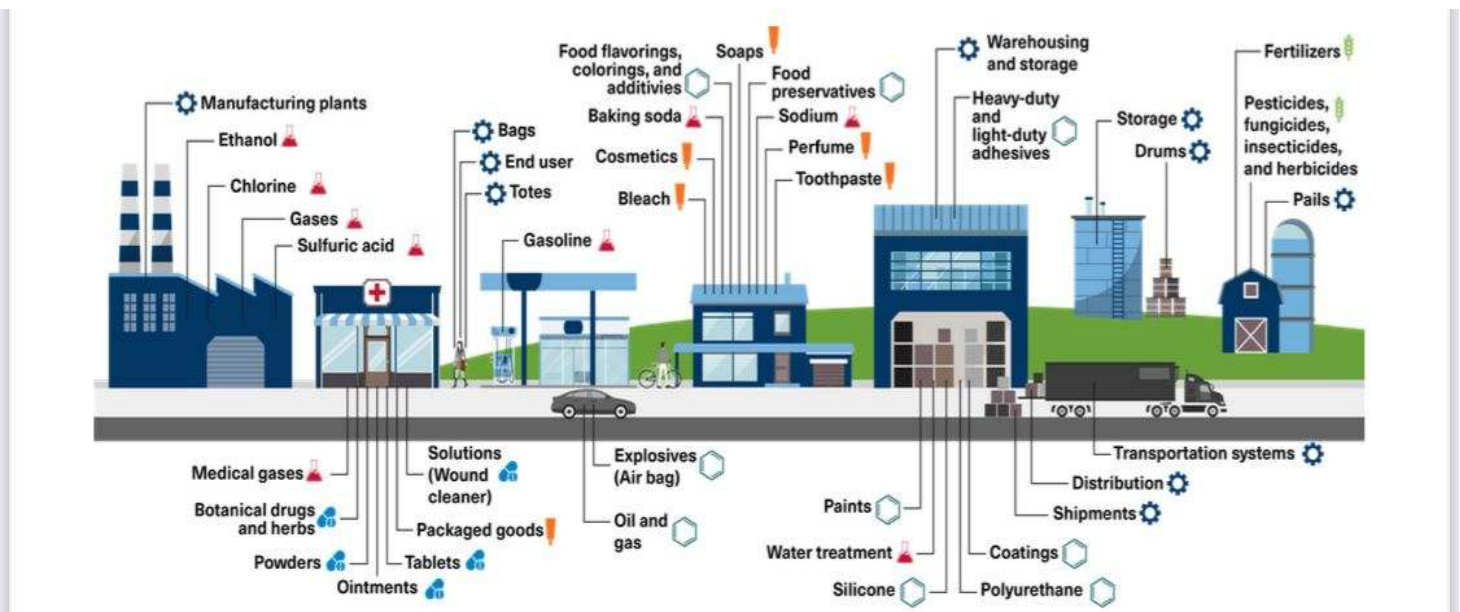 Manufacturing plants
Ethanol
Chlorine
Gases
Sulfuric acid
Bags
End user
Totes
Gasoline
Food flavorings,
colorings, and
additivies
Baking soda
Cosmetics
Bleach
Soaps
Food
preservatives
Sodium
Perfume
Toothpaste
Warehousing
and storage
Heavy-duty
and
light-duty
adhesives
Storage
Drums
Fertilizers
Pesticides,
fungicides,
insecticides,
and herbicides
Pails
Medical gases
Botanical drugs
and herbs
Powders
Ointments
Tablets
Packaged goods
Solutions
(Wound
cleaner)
Explosives
(Air bag)
Oil and
gas
Paints
Water treatment
Silicone
Polyurethane
Coatings
Shipments
Distribution
Transportation systems